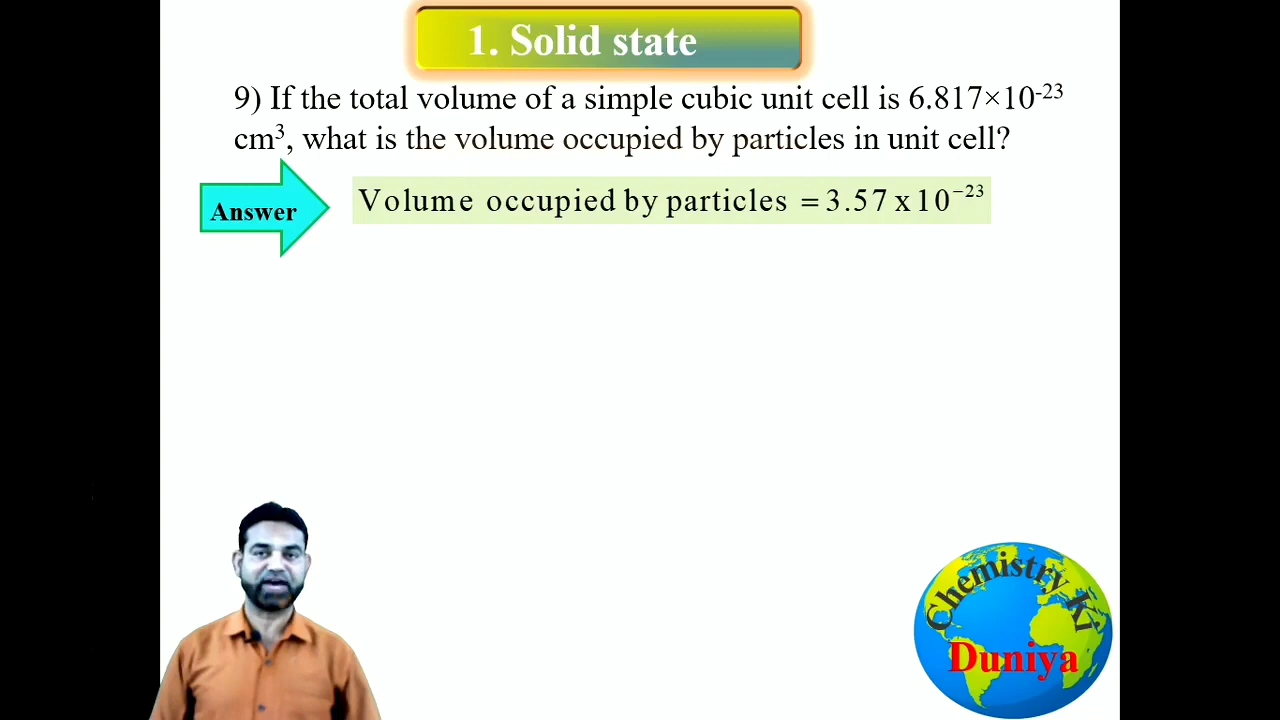 1. Solid state
9) If the total volume of a simple cubic unit cell is 6.817×10⁻²³
cm³, what is the volume occupied by particles in unit cell?
Answer
Volume occupied by particles = 3.57 x 10⁻²³
Chemistry Ki
Duniya